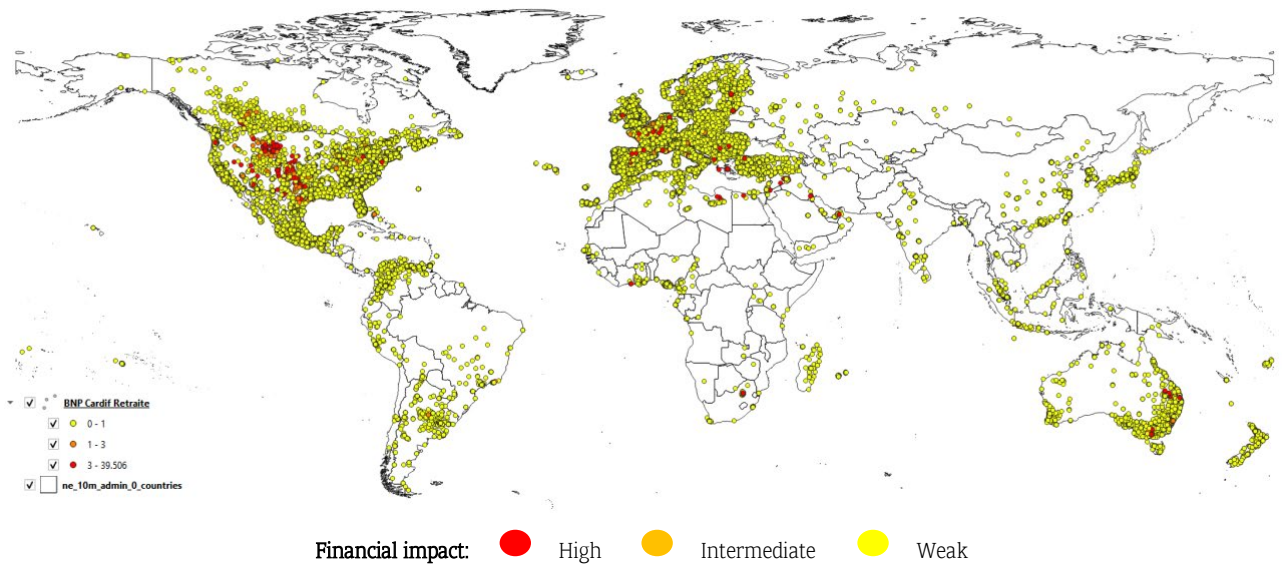 BNP Cardif Retraite
0 - 1
1 - 3
3 - 39.506
ne_10m_admin_0_countries
Financial impact: High Intermediate Weak